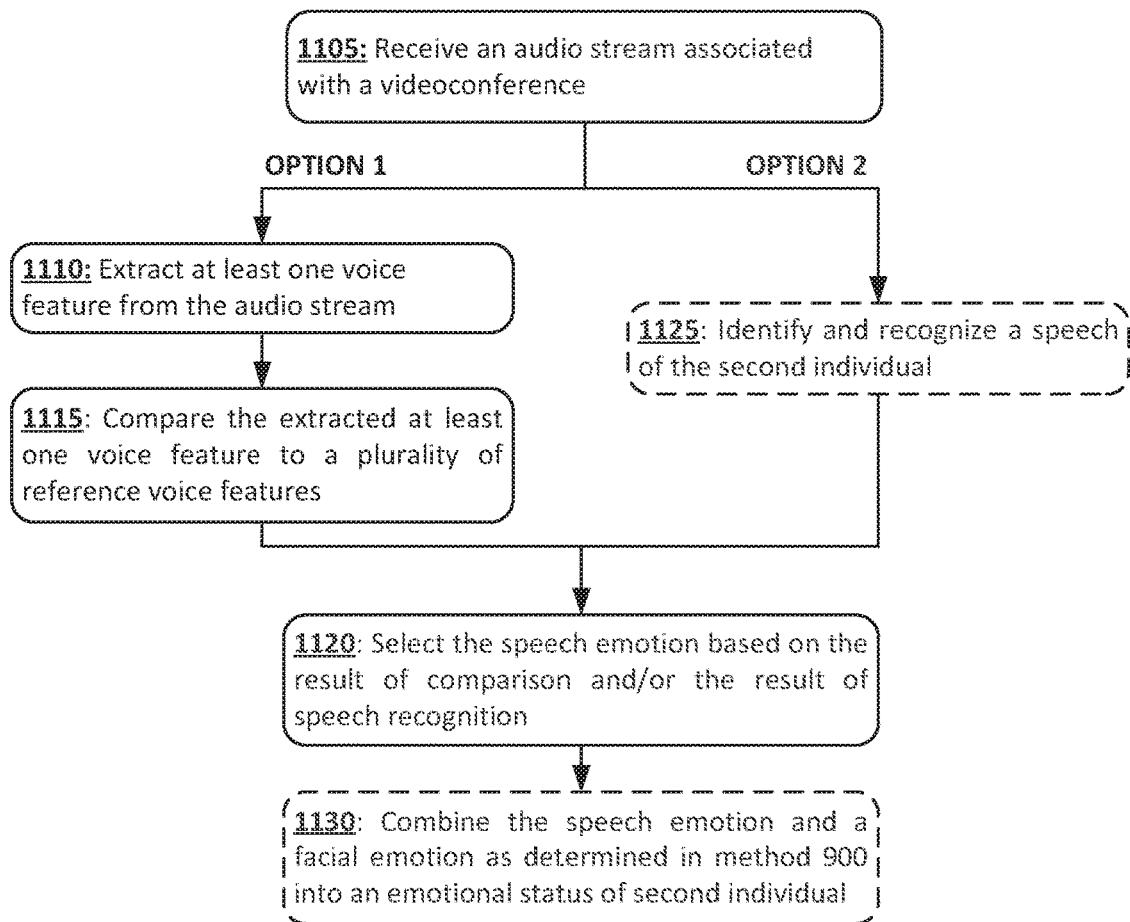 1105: Receive an audio stream associated
with a videoconference
OPTION 1
OPTION 2
1110: Extract at least one voice
feature from the audio stream
1125: Identify and recognize a speech
of the second individual
1115: Compare the extracted at least
one voice feature to a plurality of
reference voice features
1120: Select the speech emotion based on the
result of comparison and/or the result of
speech recognition
1130: Combine the speech emotion and a
facial emotion as determined in method 900
into an emotional status of second individual